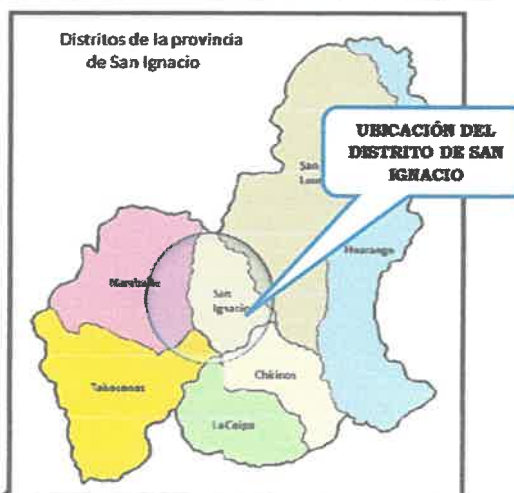 Distritos de la provincia
de San Ignacio
UBICACIÓN DEL
DISTRITO DE SAN
IGNACIO
San
Huarango
San
Ignacio
Chirinos
Tabaconas
La Coipa